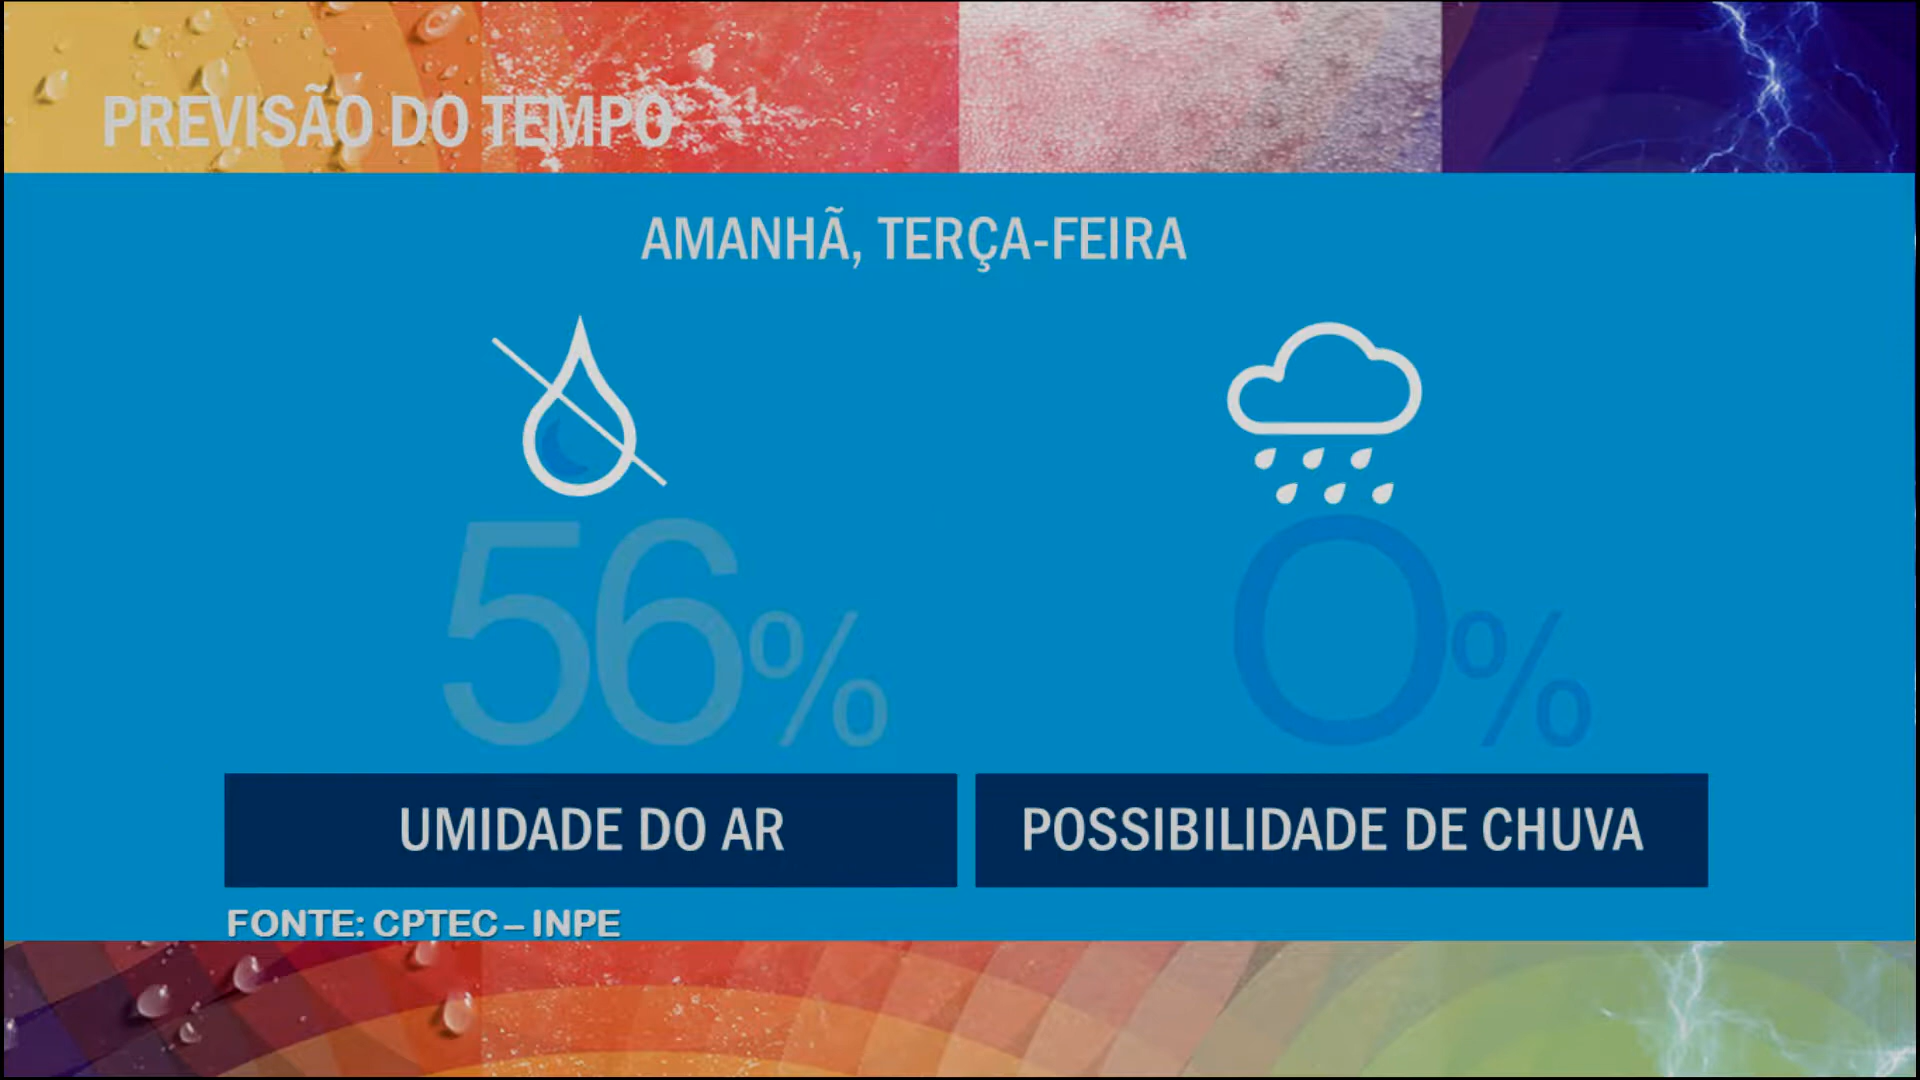 PREVISÃO DO TEMPO
AMANHÃ, TERÇA-FEIRA
56%
0%
UMIDADE DO AR
POSSIBILIDADE DE CHUVA
FONTE: CPTEC – INPE